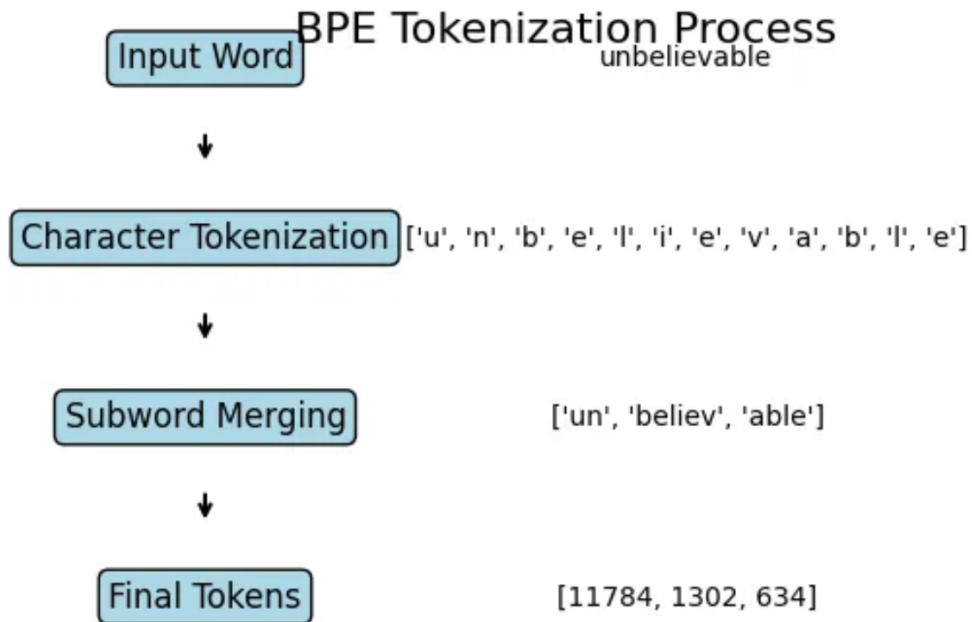 BPE Tokenization Process
Input Word
unbelievable
Character Tokenization
['u', 'n', 'b', 'e', 'l', 'i', 'e', 'v', 'a', 'b', 'l', 'e']
Subword Merging
['un', 'believ', 'able']
Final Tokens
[11784, 1302, 634]